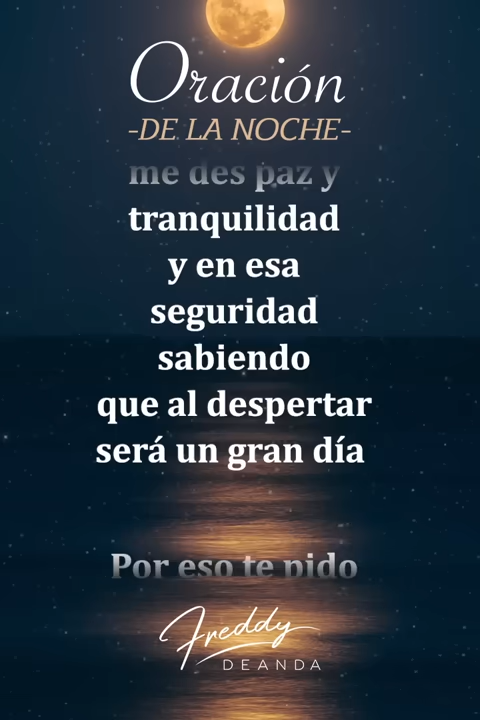 Oración
-DE LA NOCHE-
me des paz y
tranquilidad
y en esa
seguridad
sabiendo
que al despertar
será un gran día
Por eso te pido
Freddy
DEANDA